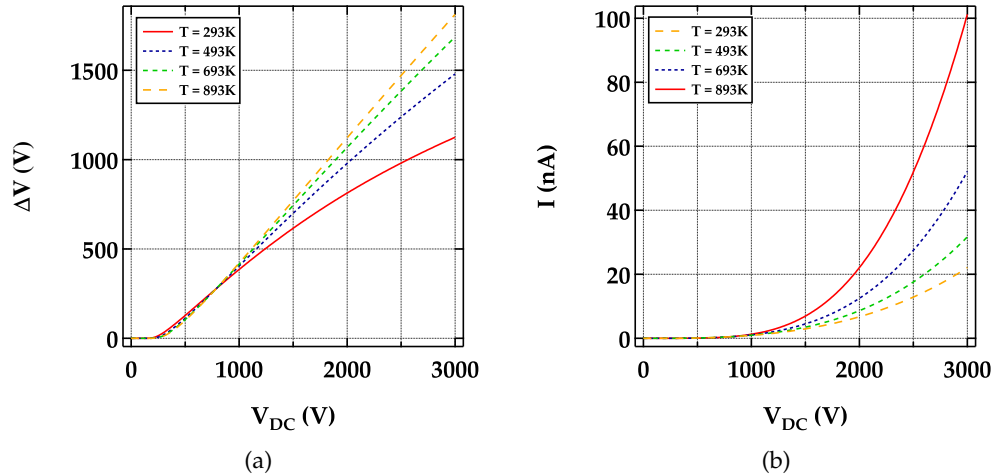 T = 293K
T = 493K
T = 693K
T = 893K
1500
1000
500
0
ΔV (V)
0
1000
2000
3000
V_DC (V)
(a)
T = 293K
T = 493K
T = 693K
T = 893K
100
80
60
40
20
0
I (nA)
0
1000
2000
3000
V_DC (V)
(b)